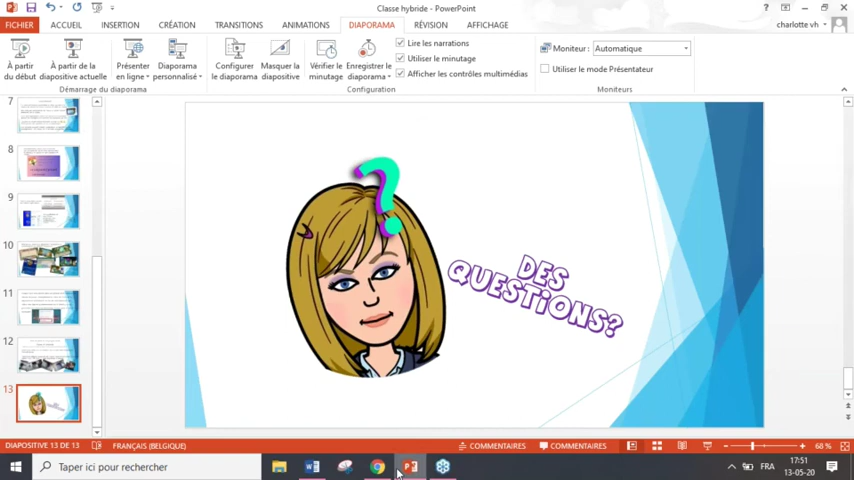 Classe hybride - PowerPoint
FICHIER ACCUEIL INSERTION CRÉATION TRANSITIONS ANIMATIONS DIAPORAMA RÉVISION AFFICHAGE charlotte vh
À partir du début
À partir de la diapositive actuelle
Présenter en ligne
Diaporama personnalisé
Configurer le diaporama
Masquer la diapositive
Vérifier le minutage
Enregistrer le diaporama
Lire les narrations
Utiliser le minutage
Afficher les contrôles multimédias
Moniteur : Automatique
Utiliser le mode Présentateur
Démarrage du diaporama Configuration Moniteurs
7
8
9
10
11
12
13
?
DES
QUESTIONS?
DIAPOSITIVE 13 DE 13 FRANÇAIS (BELGIQUE) COMMENTAIRES COMMENTAIRES 68 %
Taper ici pour rechercher
FRA
17:51
13-05-20